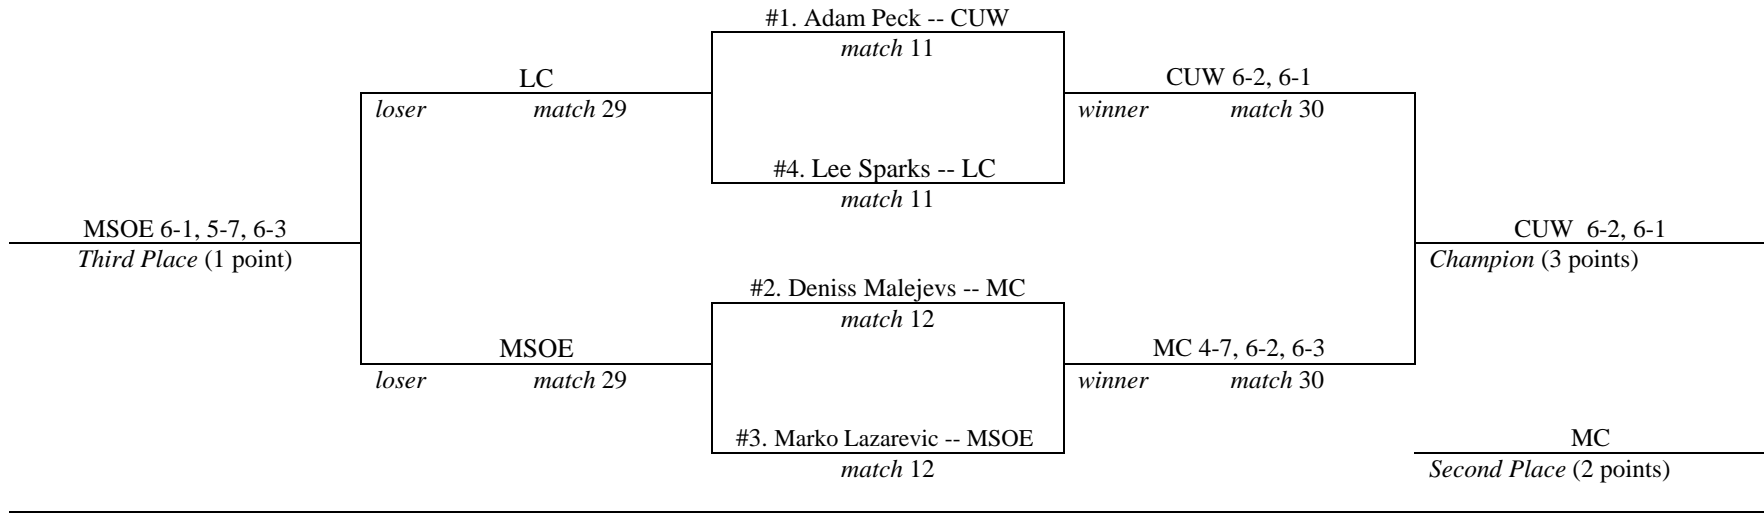 #1. Adam Peck -- CUW
match 11
LC
CUW 6-2, 6-1
loser match 29
winner match 30
#4. Lee Sparks -- LC
match 11
MSOE 6-1, 5-7, 6-3
Third Place (1 point)
CUW 6-2, 6-1
Champion (3 points)
#2. Deniss Malejevs -- MC
match 12
MSOE
MC 4-7, 6-2, 6-3
loser match 29
winner match 30
#3. Marko Lazarevic -- MSOE
match 12
MC
Second Place (2 points)